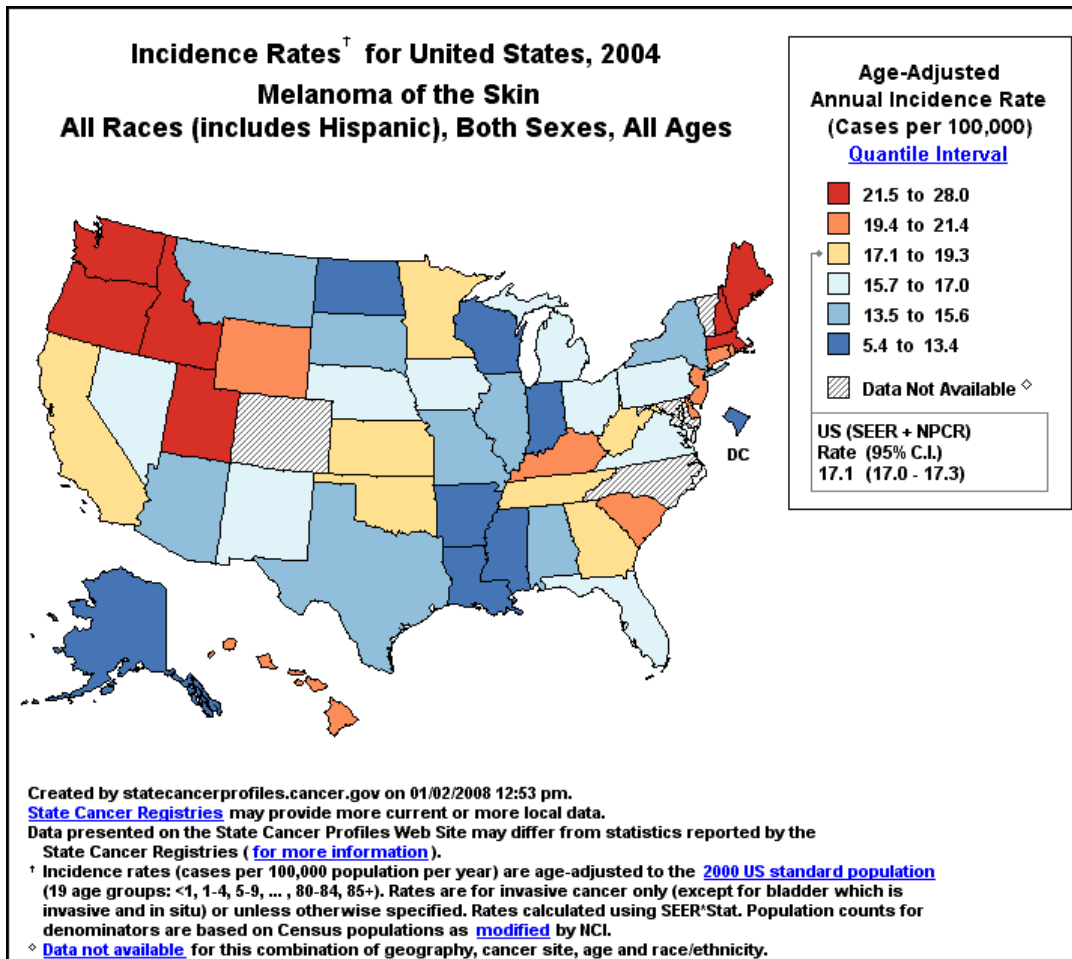 Incidence Rates† for United States, 2004
Melanoma of the Skin
All Races (includes Hispanic), Both Sexes, All Ages
Age-Adjusted
Annual Incidence Rate
(Cases per 100,000)
Quantile Interval
21.5 to 28.0
19.4 to 21.4
17.1 to 19.3
15.7 to 17.0
13.5 to 15.6
5.4 to 13.4
Data Not Available ◇
US (SEER + NPCR)
Rate (95% C.I.)
17.1 (17.0 - 17.3)
DC
Created by statecancerprofiles.cancer.gov on 01/02/2008 12:53 pm.
State Cancer Registries may provide more current or more local data.
Data presented on the State Cancer Profiles Web Site may differ from statistics reported by the
State Cancer Registries ( for more information ).
† Incidence rates (cases per 100,000 population per year) are age-adjusted to the 2000 US standard population
(19 age groups: <1, 1-4, 5-9, ... , 80-84, 85+). Rates are for invasive cancer only (except for bladder which is
invasive and in situ) or unless otherwise specified. Rates calculated using SEER*Stat. Population counts for
denominators are based on Census populations as modified by NCI.
◇ Data not available for this combination of geography, cancer site, age and race/ethnicity.